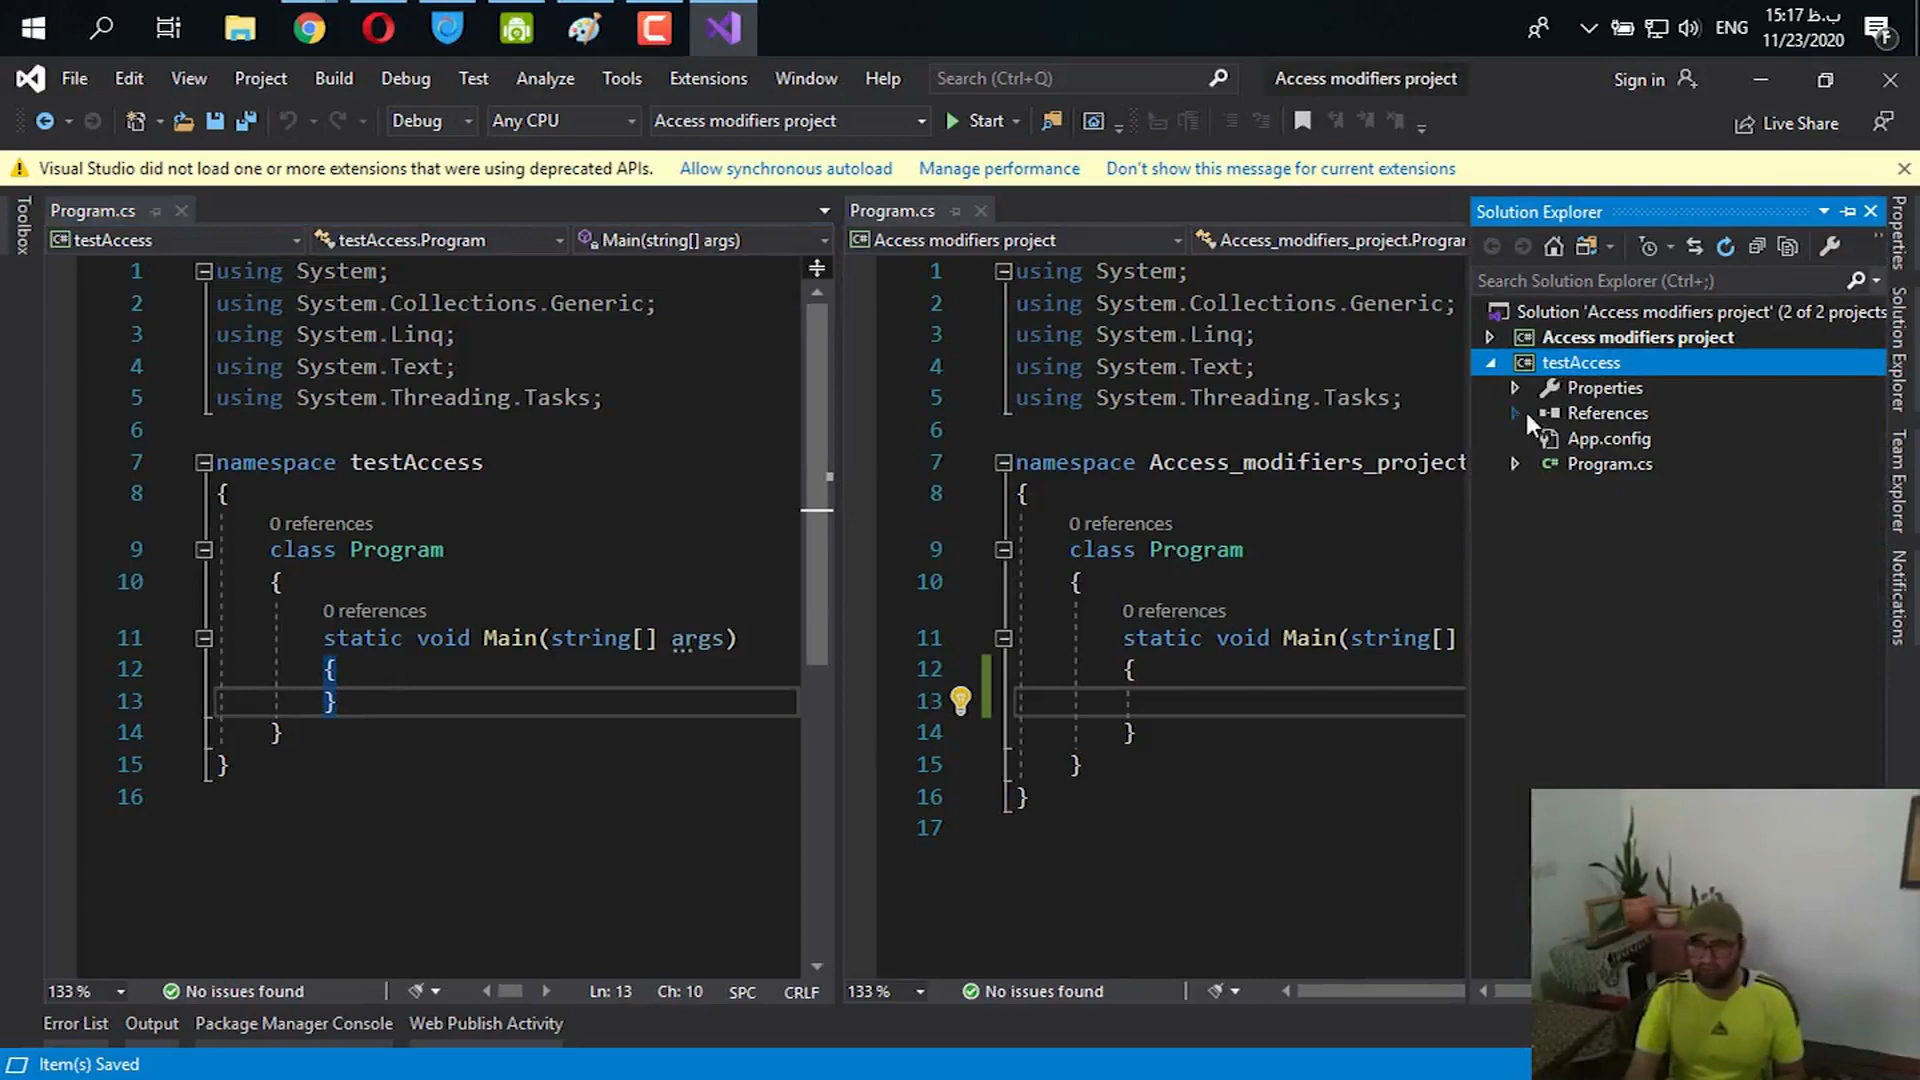 ENG
15:17 ب.ظ
11/23/2020
File Edit View Project Build Debug Test Analyze Tools Extensions Window Help Search (Ctrl+Q) Access modifiers project Sign in
Debug Any CPU Access modifiers project Start Live Share
Visual Studio did not load one or more extensions that were using deprecated APIs. Allow synchronous autoload Manage performance Don't show this message for current extensions
Toolbox
Program.cs
testAccess testAccess.Program Main(string[] args)
1 using System;
2 using System.Collections.Generic;
3 using System.Linq;
4 using System.Text;
5 using System.Threading.Tasks;
6
7 namespace testAccess
8 {
0 references
9 class Program
10 {
0 references
11 static void Main(string[] args)
12 {
13 }
14 }
15 }
16
133 % No issues found Ln: 13 Ch: 10 SPC CRLF
Program.cs
Access modifiers project Access_modifiers_project.Program
1 using System;
2 using System.Collections.Generic;
3 using System.Linq;
4 using System.Text;
5 using System.Threading.Tasks;
6
7 namespace Access_modifiers_project
8 {
0 references
9 class Program
10 {
0 references
11 static void Main(string[]
12 {
13
14 }
15 }
16 }
17
133 % No issues found
Solution Explorer
Search Solution Explorer (Ctrl+;)
Solution 'Access modifiers project' (2 of 2 projects
Access modifiers project
testAccess
Properties
References
App.config
Program.cs
Properties
Solution Explorer
Team Explorer
Notifications
Error List Output Package Manager Console Web Publish Activity
Item(s) Saved